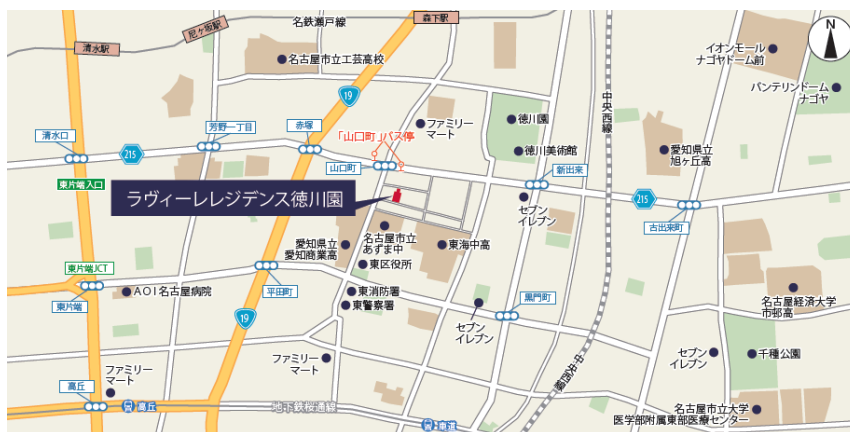 名鉄瀬戸線
森下駅
尼ヶ坂駅
清水駅
N
名古屋市立工芸高校
イオンモール
ナゴヤドーム前
バンテリンドーム
ナゴヤ
19
中央西線
ファミリー
マート
徳川園
徳川美術館
愛知県立
旭ヶ丘高
清水口
215
芳野一丁目
赤塚
「山口町」バス停
山口町
新出来
東片端入口
ラヴィーレレジデンス徳川園
セブン
イレブン
215
古出来町
愛知県立
愛知商業高
名古屋市立
あずま中
東海中高
東区役所
東片端JCT
東片端
AOI名古屋病院
平田町
東消防署
東警察署
19
セブン
イレブン
黒門町
名古屋経済大学
市邨高
ファミリー
マート
ファミリー
マート
中央西線
セブン
イレブン
千種公園
高丘
高丘
地下鉄桜通線
車道
名古屋市立大学
医学部附属東部医療センター